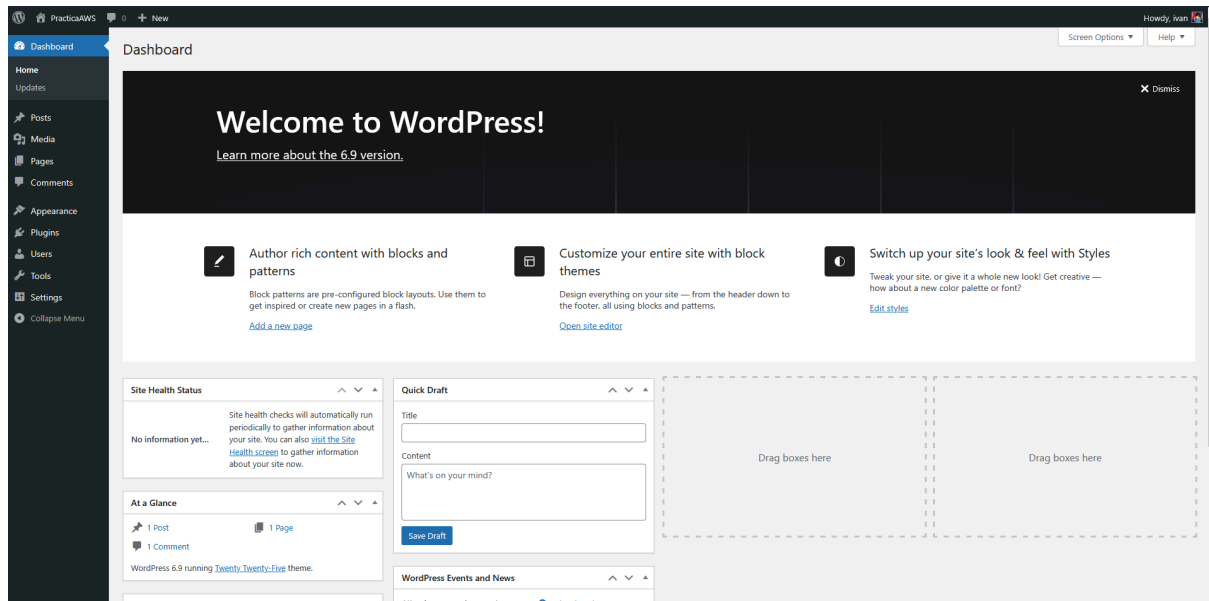 PracticaAWS 0 New
Howdy, ivan
Dashboard
Home
Updates
Posts
Media
Pages
Comments
Appearance
Plugins
Users
Tools
Settings
Collapse Menu
Dashboard
Screen Options
Help
Dismiss
Welcome to WordPress!
Learn more about the 6.9 version.
Author rich content with blocks and
patterns
Block patterns are pre-configured block layouts. Use them to
get inspired or create new pages in a flash.
Add a new page
Customize your entire site with block
themes
Design everything on your site — from the header down to
the footer, all using blocks and patterns.
Open site editor
Switch up your site's look & feel with Styles
Tweak your site, or give it a whole new look! Get creative —
how about a new color palette or font?
Edit styles
Site Health Status
No information yet...
Site health checks will automatically run
periodically to gather information about
your site. You can also visit the Site
Health screen to gather information
about your site now.
At a Glance
1 Post
1 Page
1 Comment
WordPress 6.9 running Twenty Twenty-Five theme.
Quick Draft
Title
Content
What's on your mind?
Save Draft
WordPress Events and News
Drag boxes here
Drag boxes here